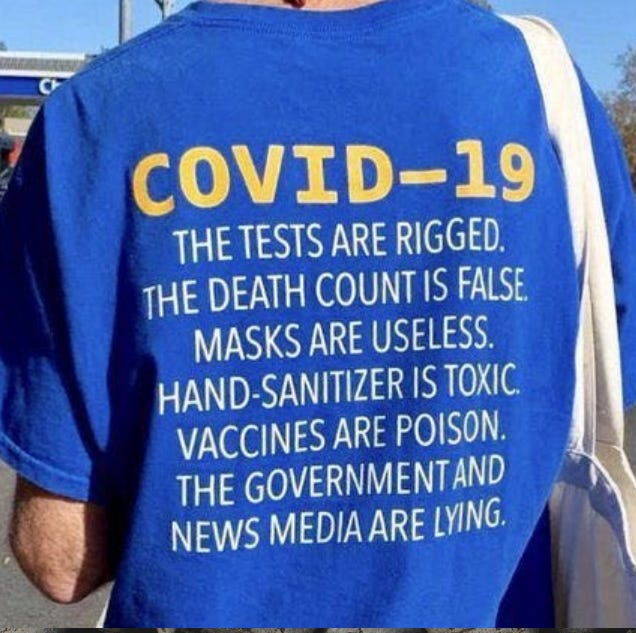 COVID-19
THE TESTS ARE RIGGED.
THE DEATH COUNT IS FALSE.
MASKS ARE USELESS.
HAND-SANITIZER IS TOXIC.
VACCINES ARE POISON.
THE GOVERNMENT AND
NEWS MEDIA ARE LYING.